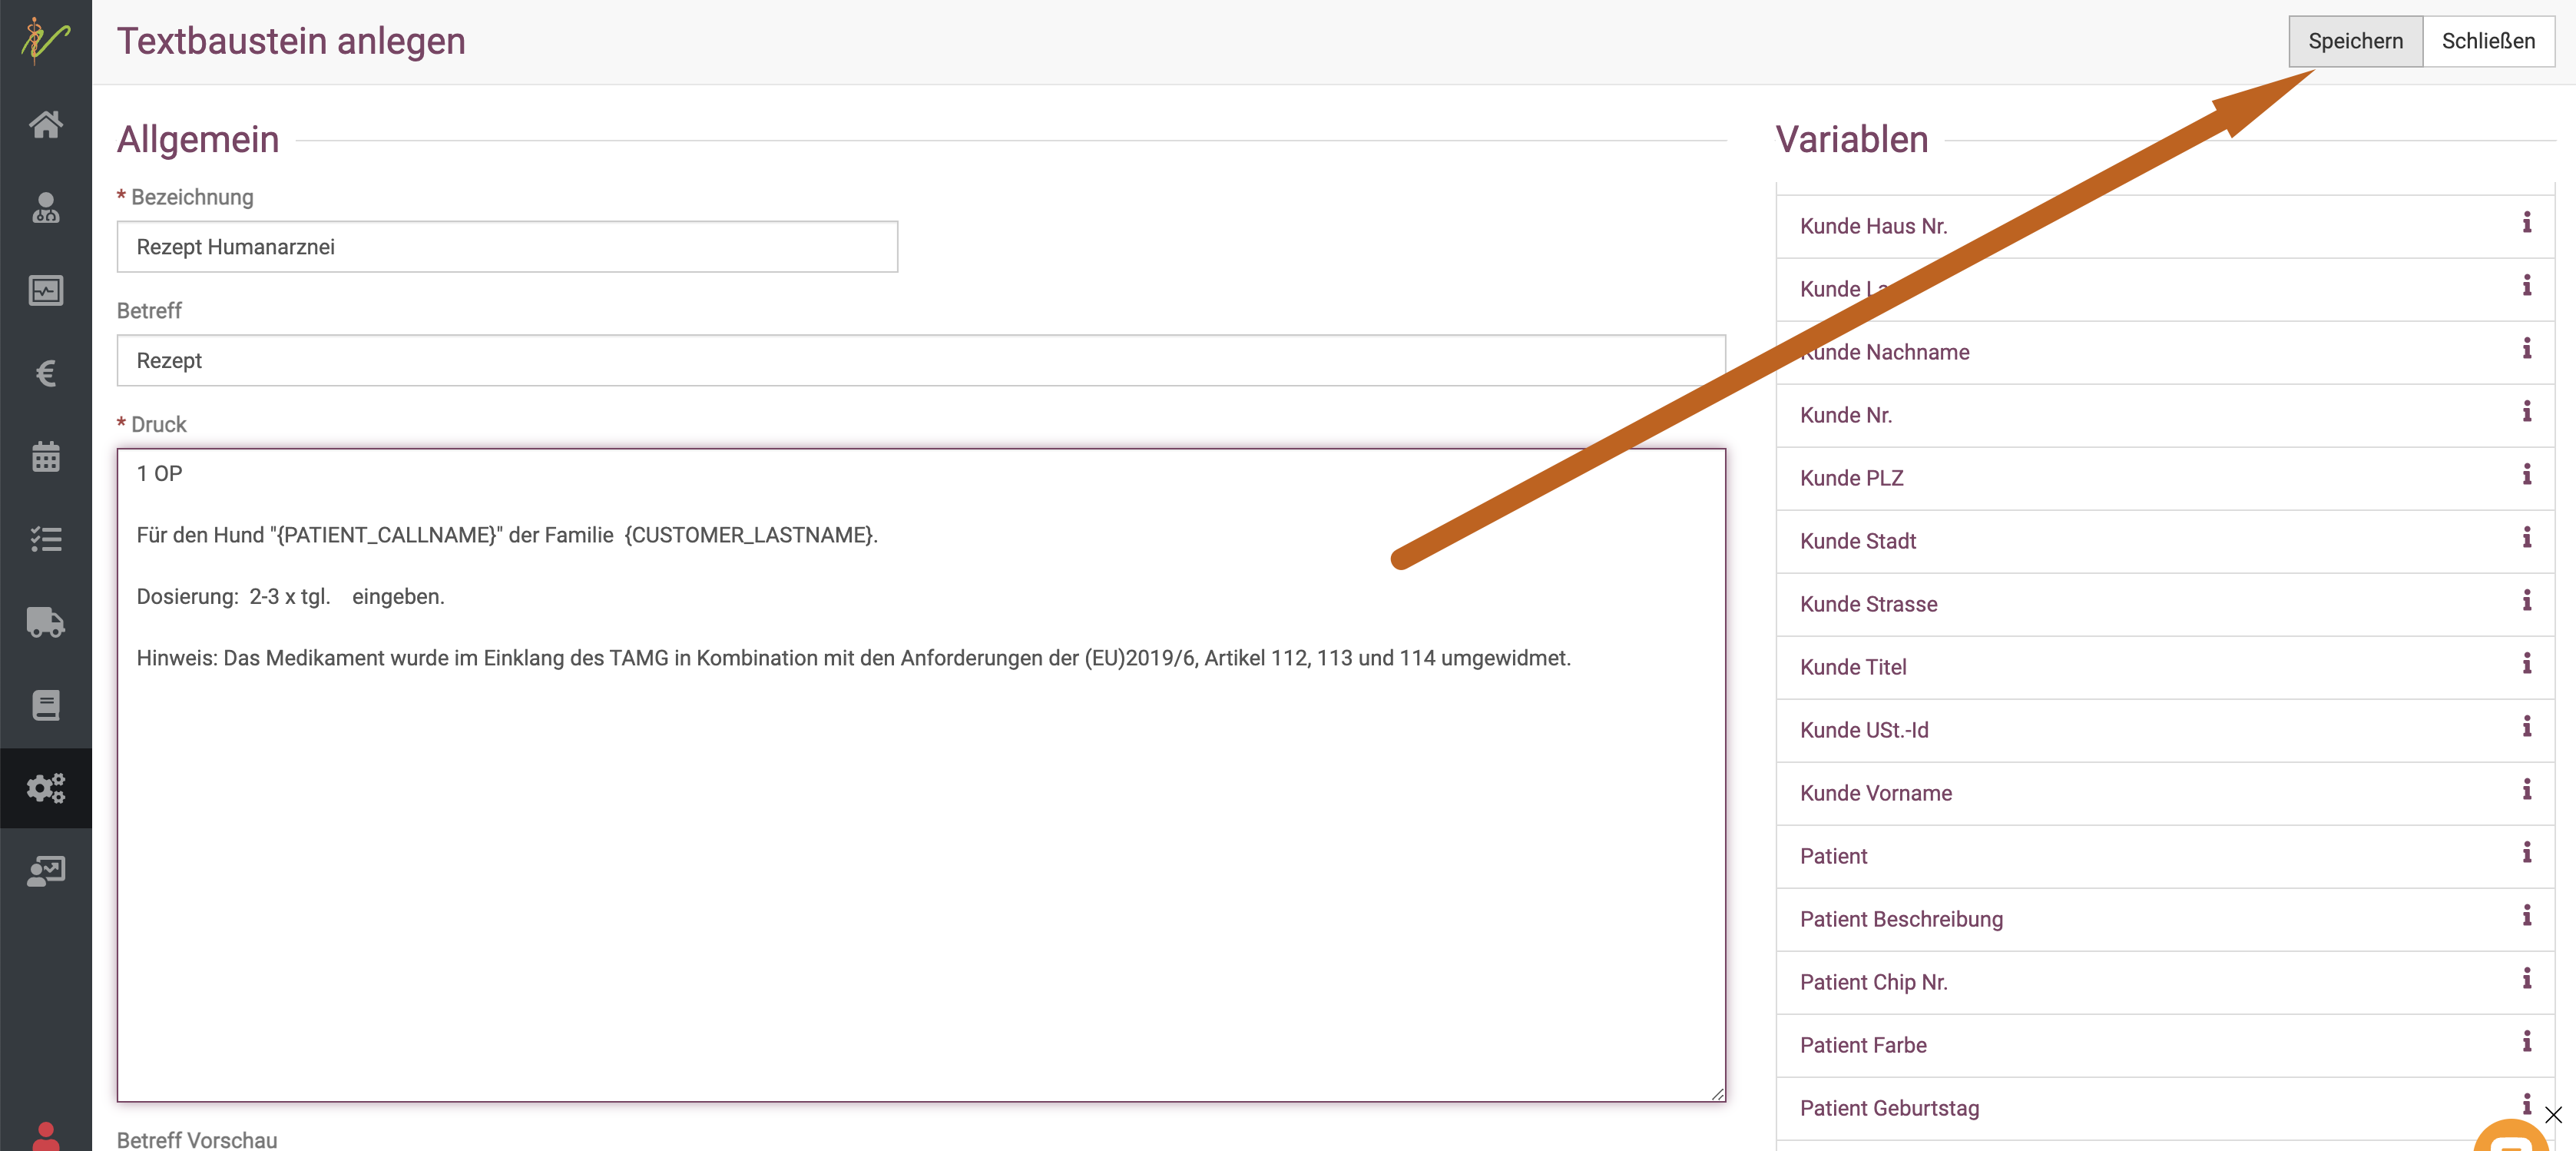 Textbaustein anlegen
Speichern
Schließen
Allgemein
* Bezeichnung
Rezept Humanarznei
Betreff
Rezept
* Druck
1 OP
Für den Hund "{PATIENT_CALLNAME}" der Familie  {CUSTOMER_LASTNAME}.
Dosierung:  2-3 x tgl.    eingeben.
Hinweis: Das Medikament wurde im Einklang des TAMG in Kombination mit den Anforderungen der (EU)2019/6, Artikel 112, 113 und 114 umgewidmet.
Betreff Vorschau
Variablen
Kunde Haus Nr.
Kunde
Kunde Nachname
Kunde Nr.
Kunde PLZ
Kunde Stadt
Kunde Strasse
Kunde Titel
Kunde USt.-Id
Kunde Vorname
Patient
Patient Beschreibung
Patient Chip Nr.
Patient Farbe
Patient Geburtstag